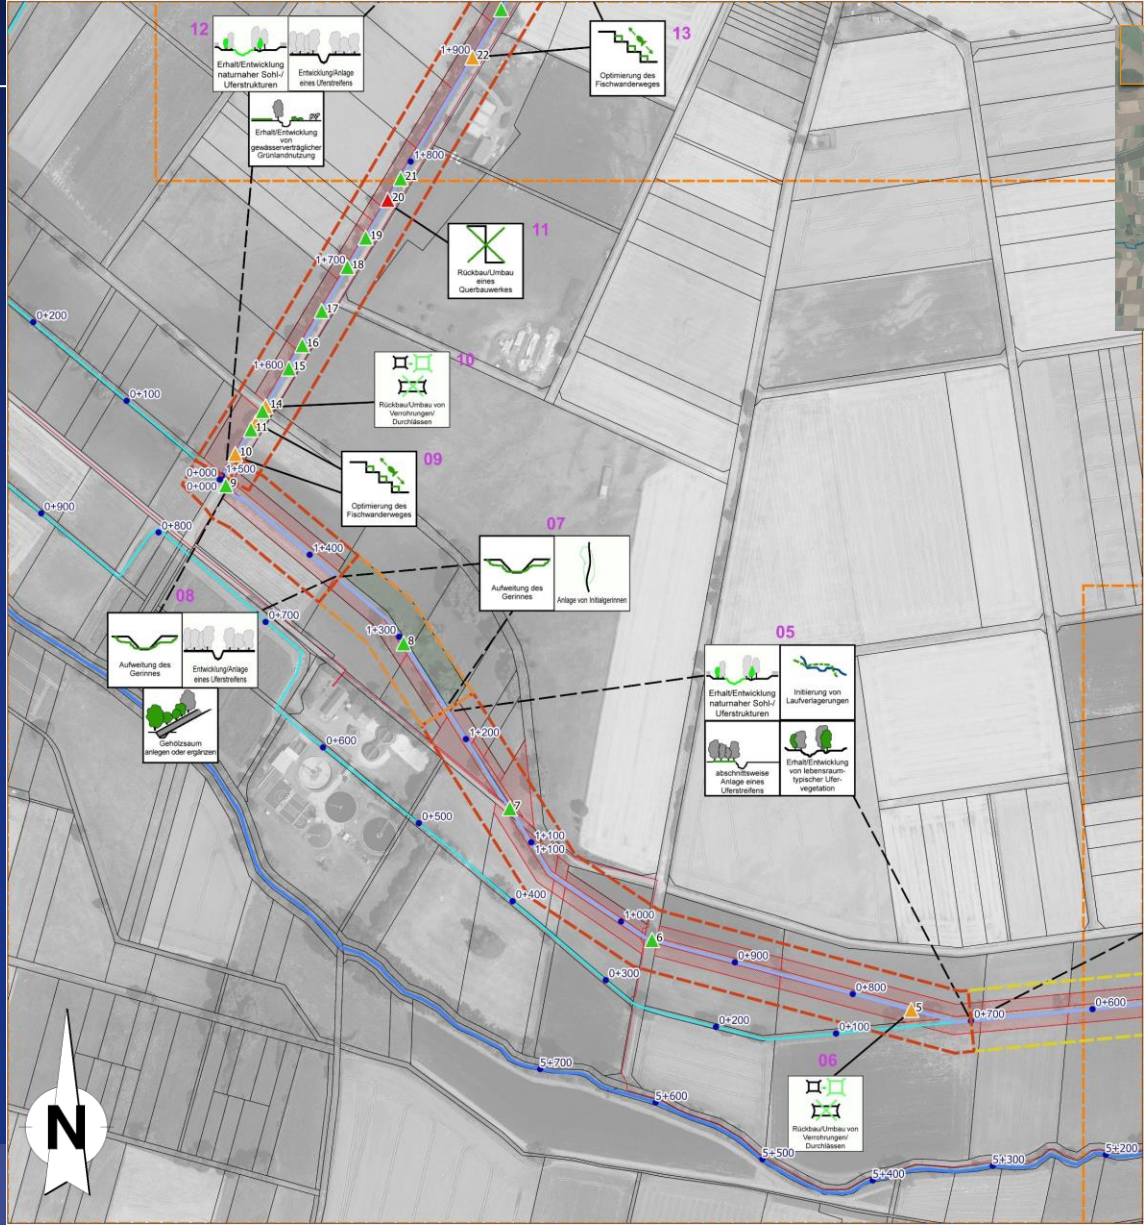 12
Erhalt/Entwicklung
naturnaher Sohl-/
Uferstrukturen
Entwicklung/Anlage
eines Uferstreifens
Erhalt/Entwicklung
von
gewässerverträglicher
Grünlandnutzung
1+900
22
13
Optimierung des
Fischwanderweges
1+800
21
20
11
Rückbau/Umbau
eines
Querbauwerkes
19
1+700
18
17
0+200
16
1+600
15
10
Rückbau/Umbau von
Verrohrungen/
Durchlässen
0+100
14
11
10
09
Optimierung des
Fischwanderweges
1+500
0+000
0+000
9
0+900
0+800
1+400
07
Aufweitung des
Gerinnes
Anlage von Initialgerinnen
08
Aufweitung des
Gerinnes
Entwicklung/Anlage
eines Uferstreifens
Gehölzsaum
anlegen oder ergänzen
0+700
1+300
8
05
Erhalt/Entwicklung
naturnaher Sohl-/
Uferstrukturen
Initiierung von
Laufverlagerungen
abschnittsweise
Anlage eines
Uferstreifens
Erhalt/Entwicklung
von lebensraum-
typischer Ufer-
vegetation
1+200
0+600
7
0+500
1+100
1+100
0+400
1+000
6
0+900
0+300
0+800
5
0+700
0+600
0+200
0+100
06
Rückbau/Umbau von
Verrohrungen/
Durchlässen
5+700
5+600
5+500
5+400
5+300
5+200
N